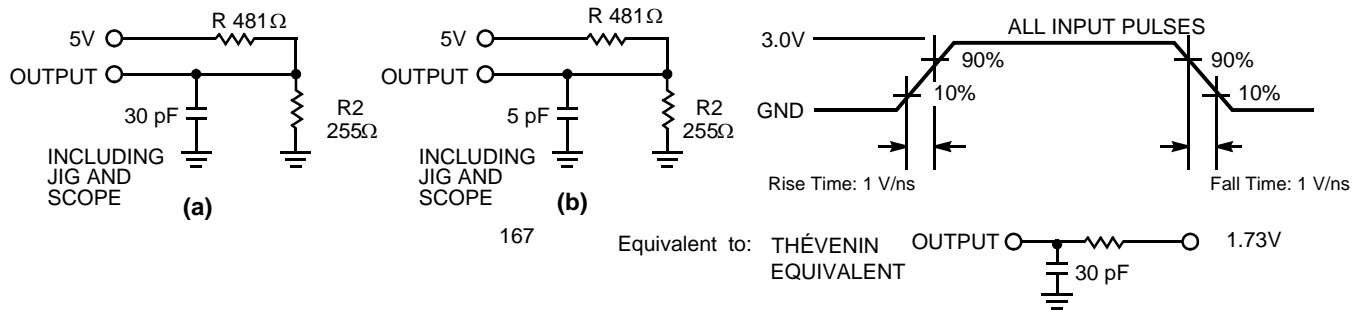 R 481Ω
5V
OUTPUT
30 pF
R2
255Ω
INCLUDING
JIG AND
SCOPE
(a)
R 481Ω
5V
OUTPUT
5 pF
R2
255Ω
INCLUDING
JIG AND
SCOPE
(b)
167
ALL INPUT PULSES
3.0V
90%
10%
GND
90%
10%
Rise Time: 1 V/ns
Fall Time: 1 V/ns
Equivalent to: THÉVENIN
EQUIVALENT
OUTPUT
1.73V
30 pF